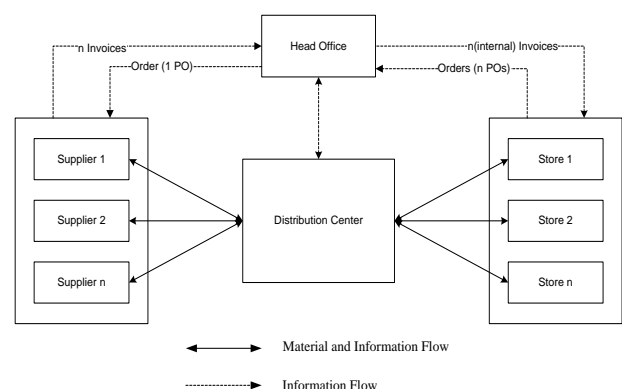 n Invoices
Head Office
n(internal) Invoices
Order (1 PO)
Orders (n POs)
Supplier 1
Store 1
Supplier 2
Distribution Center
Store 2
Supplier n
Store n
Material and Information Flow
Information Flow